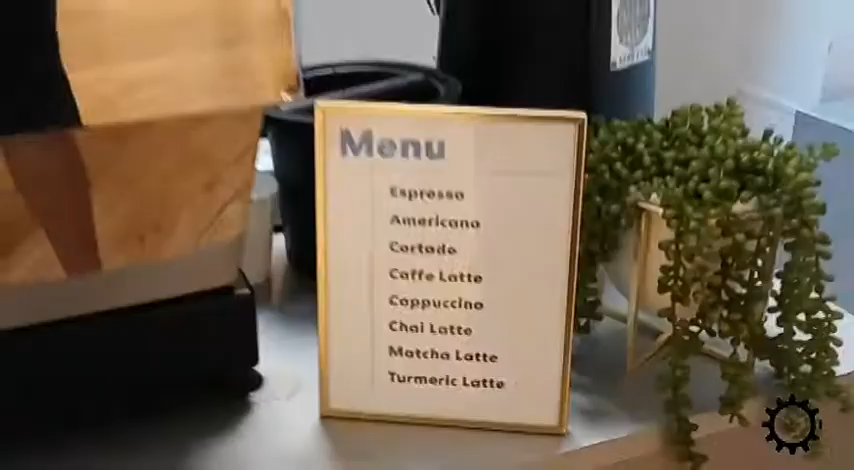 Menu
Espresso
Americano
Cortado
Caffe Latte
Cappuccino
Chai Latte
Matcha Latte
Turmeric Latte